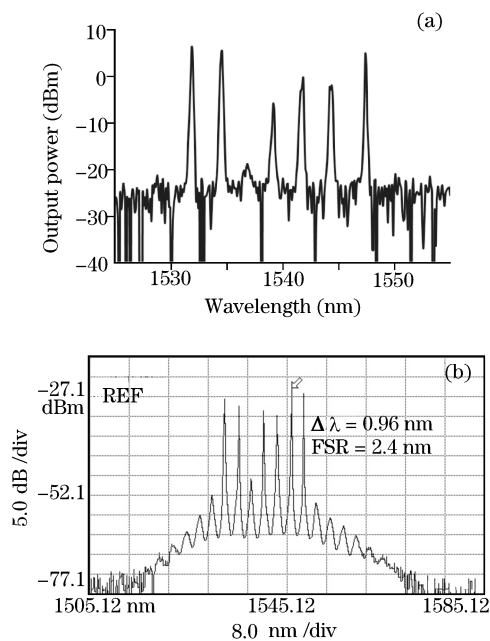 (a)
10
0
−10
−20
−30
−40
Output power (dBm)
1530
1540
1550
Wavelength (nm)
(b)
−27.1
dBm
REF
Δ λ = 0.96 nm
FSR = 2.4 nm
−52.1
−77.1
5.0 dB /div
1505.12 nm
1545.12
1585.12
8.0 nm /div